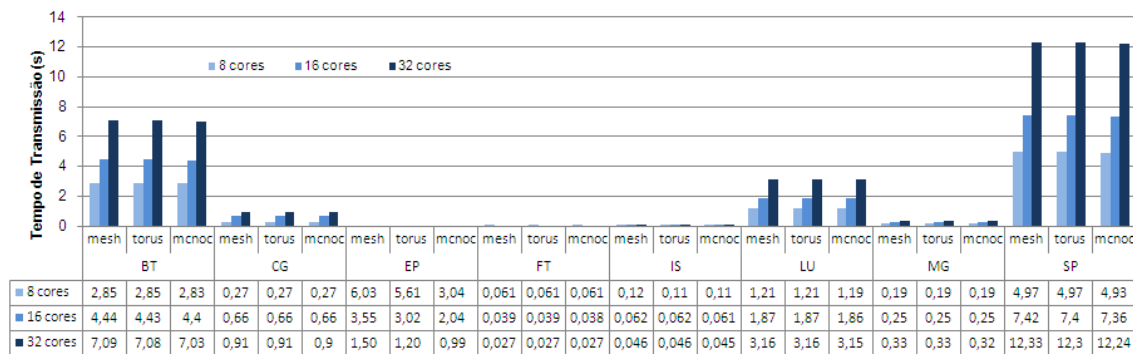 14
12
10
8
6
4
2
0
Tempo de Transmissão(s)
8 cores 16 cores 32 cores
mesh torus mcnoc mesh torus mcnoc mesh torus mcnoc mesh torus mcnoc mesh torus mcnoc mesh torus mcnoc mesh torus mcnoc mesh torus mcnoc
BT CG EP FT IS LU MG SP
8 cores 2,85 2,85 2,83 0,27 0,27 0,27 6,03 5,61 3,04 0,061 0,061 0,061 0,12 0,11 0,11 1,21 1,21 1,19 0,19 0,19 0,19 4,97 4,97 4,93
16 cores 4,44 4,43 4,4 0,66 0,66 0,66 3,55 3,02 2,04 0,039 0,039 0,038 0,062 0,062 0,061 1,87 1,87 1,86 0,25 0,25 0,25 7,42 7,4 7,36
32 cores 7,09 7,08 7,03 0,91 0,91 0,9 1,50 1,20 0,99 0,027 0,027 0,027 0,046 0,046 0,045 3,16 3,16 3,15 0,33 0,33 0,32 12,33 12,3 12,24